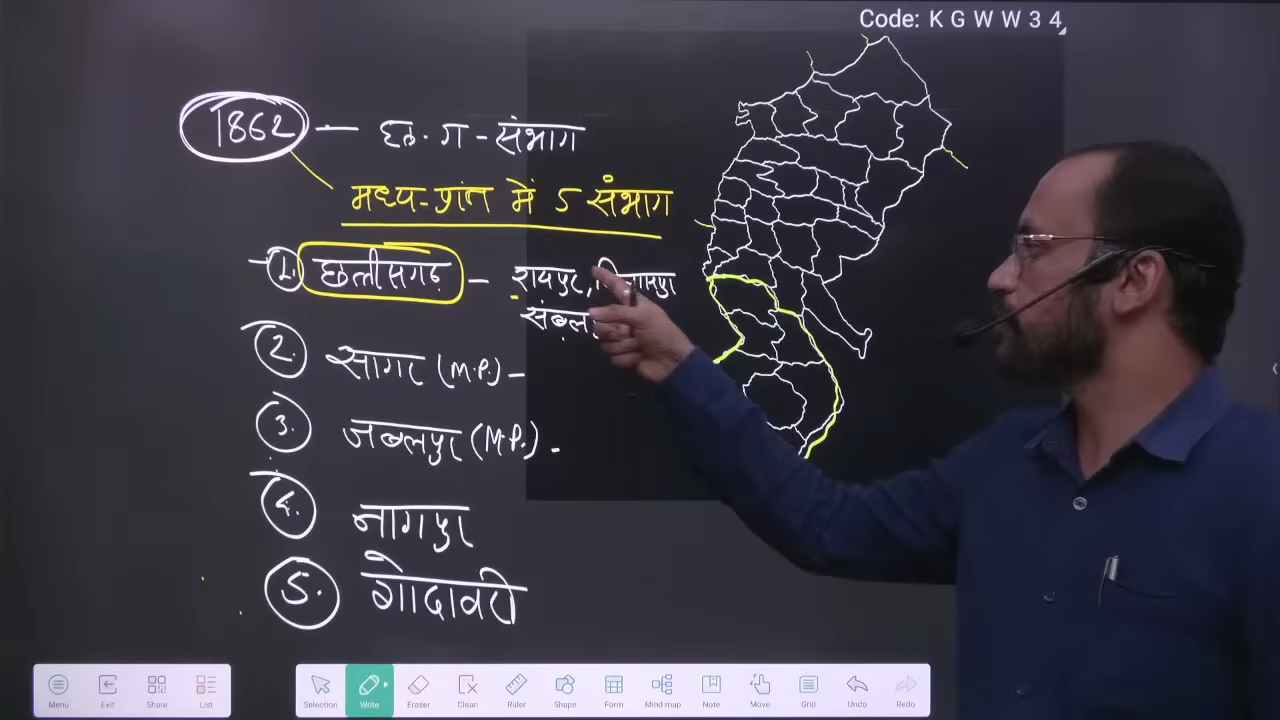 Code: K G W W 3 4
1862 - छ. ग - संभाग
मध्य-प्रांत में 5 संभाग
1. छत्तीसगढ़ - रायपुर,
संबल
2. सागर (M.P.) -
3. जबलपुर (M.P.) -
4. नागपुर
5. गोदावरी
Menu Exit Share List Selection Write Eraser Clean Ruler Shape Form Mind map Note Move Grid Undo Redo